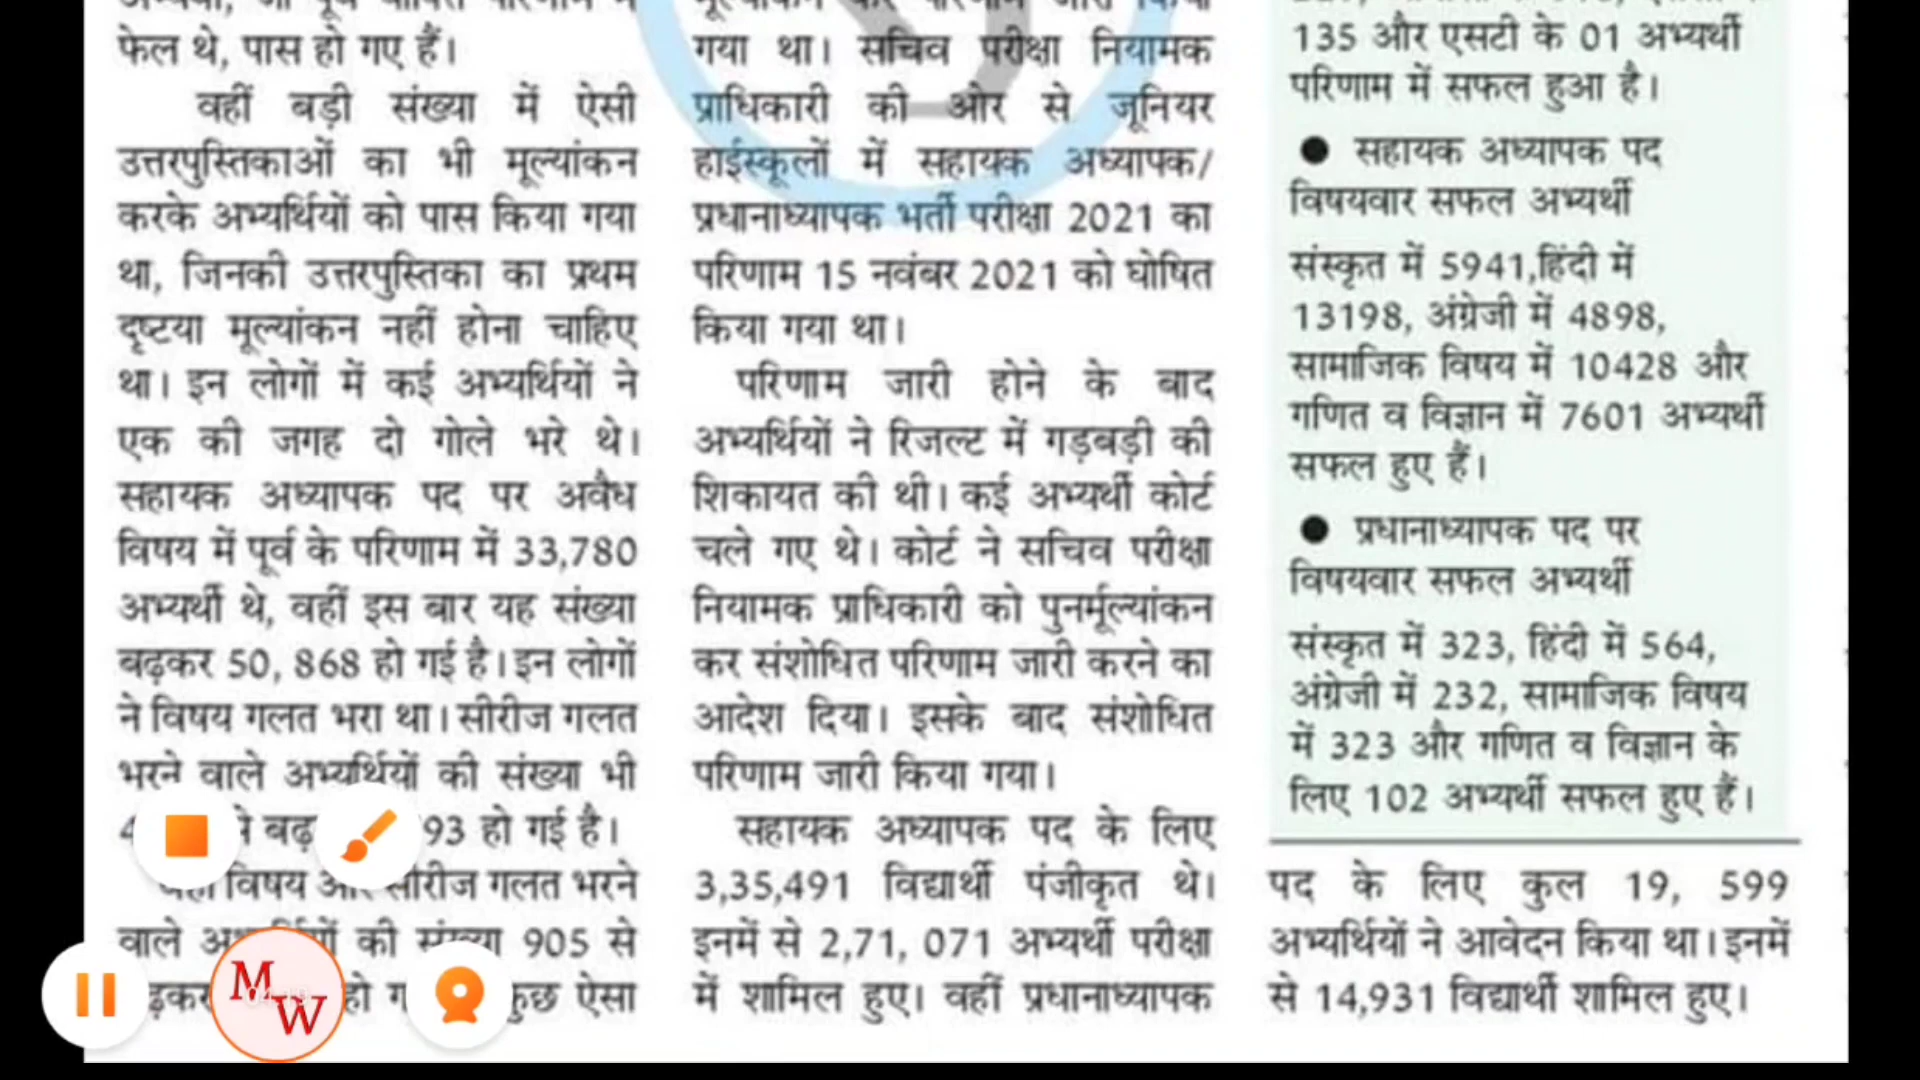 फेल थे, पास हो गए हैं।
वहीं बड़ी संख्या में ऐसी
उत्तरपुस्तिकाओं का भी मूल्यांकन
करके अभ्यर्थियों को पास किया गया
था, जिनकी उत्तरपुस्तिका का प्रथम
दृष्टया मूल्यांकन नहीं होना चाहिए
था। इन लोगों में कई अभ्यर्थियों ने
एक की जगह दो गोले भरे थे।
सहायक अध्यापक पद पर अवैध
विषय में पूर्व के परिणाम में 33,780
अभ्यर्थी थे, वहीं इस बार यह संख्या
बढ़कर 50, 868 हो गई है। इन लोगों
ने विषय गलत भरा था। सीरीज गलत
भरने वाले अभ्यर्थियों की संख्या भी
93 हो गई है।
विषय और सीरीज गलत भरने
वाले की संख्या 905 से
हो कुछ ऐसा
गया था। सचिव परीक्षा नियामक
प्राधिकारी की ओर से जूनियर
हाईस्कूलों में सहायक अध्यापक/
प्रधानाध्यापक भर्ती परीक्षा 2021 का
परिणाम 15 नवंबर 2021 को घोषित
किया गया था।
परिणाम जारी होने के बाद
अभ्यर्थियों ने रिजल्ट में गड़बड़ी की
शिकायत की थी। कई अभ्यर्थी कोर्ट
चले गए थे। कोर्ट ने सचिव परीक्षा
नियामक प्राधिकारी को पुनर्मूल्यांकन
कर संशोधित परिणाम जारी करने का
आदेश दिया। इसके बाद संशोधित
परिणाम जारी किया गया।
सहायक अध्यापक पद के लिए
3,35,491 विद्यार्थी पंजीकृत थे।
इनमें से 2,71, 071 अभ्यर्थी परीक्षा
में शामिल हुए। वहीं प्रधानाध्यापक
135 और एसटी के 01 अभ्यर्थी
परिणाम में सफल हुआ है।
● सहायक अध्यापक पद
विषयवार सफल अभ्यर्थी
संस्कृत में 5941,हिंदी में
13198, अंग्रेजी में 4898,
सामाजिक विषय में 10428 और
गणित व विज्ञान में 7601 अभ्यर्थी
सफल हुए हैं।
● प्रधानाध्यापक पद पर
विषयवार सफल अभ्यर्थी
संस्कृत में 323, हिंदी में 564,
अंग्रेजी में 232, सामाजिक विषय
में 323 और गणित व विज्ञान के
लिए 102 अभ्यर्थी सफल हुए हैं।
पद के लिए कुल 19, 599
अभ्यर्थियों ने आवेदन किया था। इनमें
से 14,931 विद्यार्थी शामिल हुए।
MW